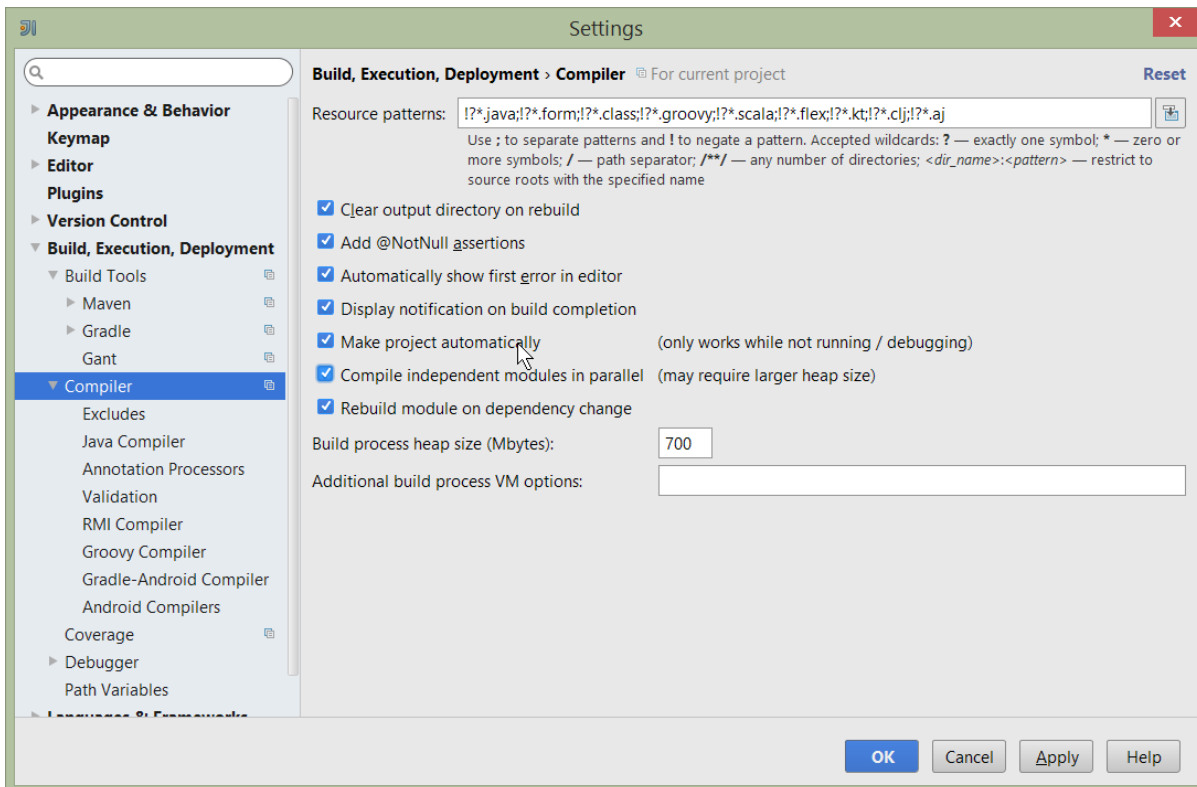 Settings
Build, Execution, Deployment › Compiler For current project Reset
Appearance & Behavior
Keymap
Editor
Plugins
Version Control
Build, Execution, Deployment
Build Tools
Maven
Gradle
Gant
Compiler
Excludes
Java Compiler
Annotation Processors
Validation
RMI Compiler
Groovy Compiler
Gradle-Android Compiler
Android Compilers
Coverage
Debugger
Path Variables
Languages & Frameworks
Resource patterns: !?*.java;!?*.form;!?*.class;!?*.groovy;!?*.scala;!?*.flex;!?*.kt;!?*.clj;!?*.aj
Use ; to separate patterns and ! to negate a pattern. Accepted wildcards: ? — exactly one symbol; * — zero or
more symbols; / — path separator; /**/ — any number of directories; <dir_name>:<pattern> — restrict to
source roots with the specified name
Clear output directory on rebuild
Add @NotNull assertions
Automatically show first error in editor
Display notification on build completion
Make project automatically (only works while not running / debugging)
Compile independent modules in parallel (may require larger heap size)
Rebuild module on dependency change
Build process heap size (Mbytes): 700
Additional build process VM options:
OK Cancel Apply Help